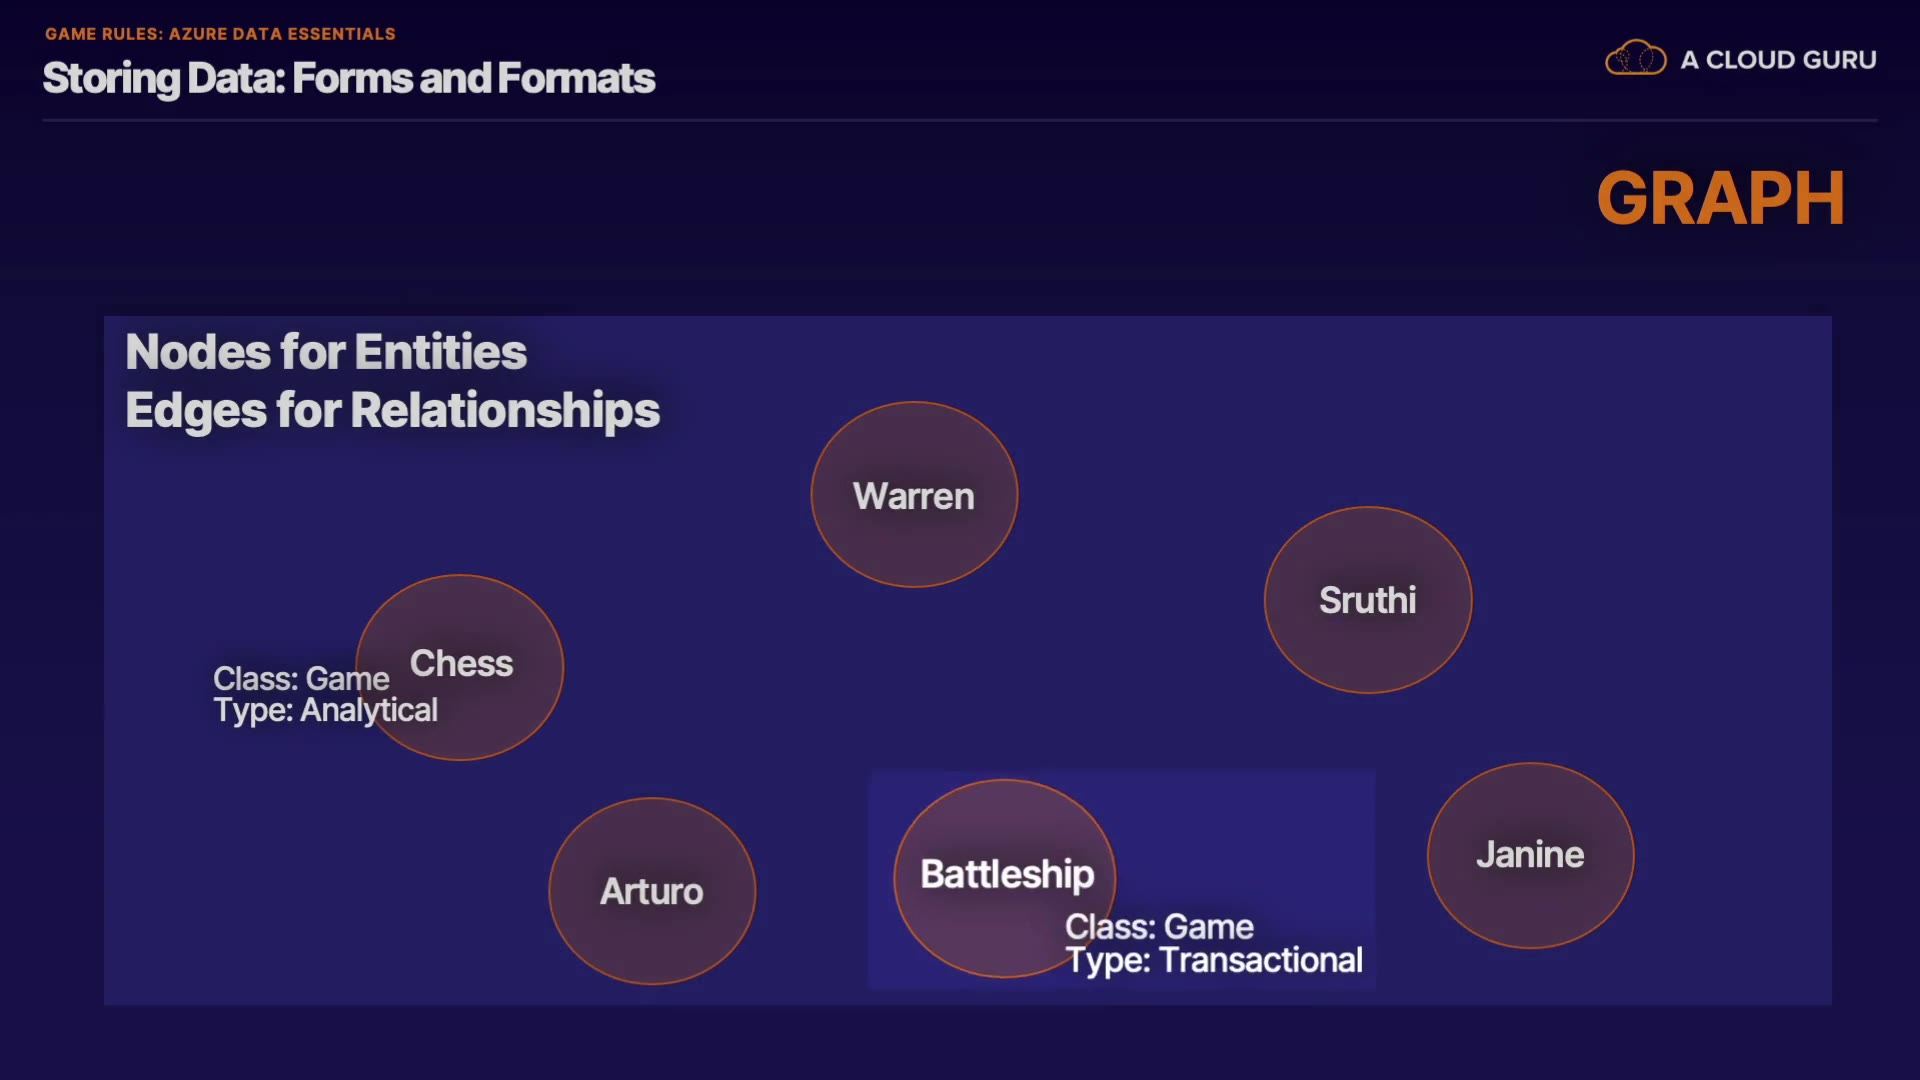 GAME RULES: AZURE DATA ESSENTIALS
Storing Data: Forms and Formats
A CLOUD GURU
GRAPH
Nodes for Entities
Edges for Relationships
Warren
Sruthi
Chess
Class: Game
Type: Analytical
Arturo
Battleship
Class: Game
Type: Transactional
Janine